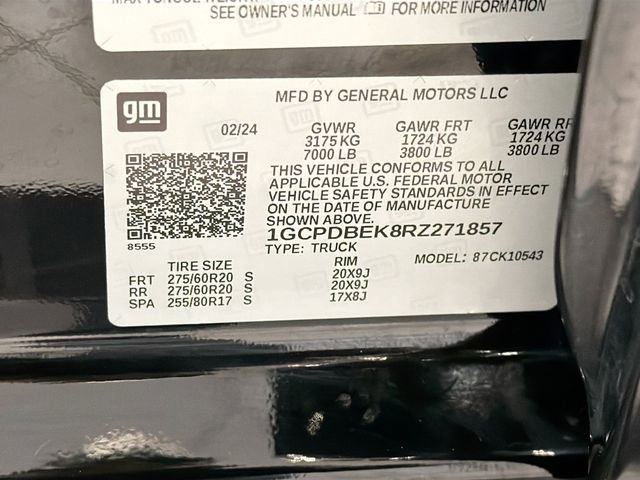 SEE OWNER'S MANUAL FOR MORE INFORMATION
gm
MFD BY GENERAL MOTORS LLC
02/24 GVWR GAWR FRT GAWR RF
3175 KG 1724 KG 1724 KG
7000 LB 3800 LB 3800 LB
THIS VEHICLE CONFORMS TO ALL
APPLICABLE U.S. FEDERAL MOTOR
VEHICLE SAFETY STANDARDS IN EFFECT
ON THE DATE OF MANUFACTURE
SHOWN ABOVE.
1GCPDBEK8RZ271857
8555
TYPE: TRUCK MODEL: 87CK10543
TIRE SIZE RIM
FRT 275/60R20 S 20X9J
RR 275/60R20 S 20X9J
SPA 255/80R17 S 17X8J